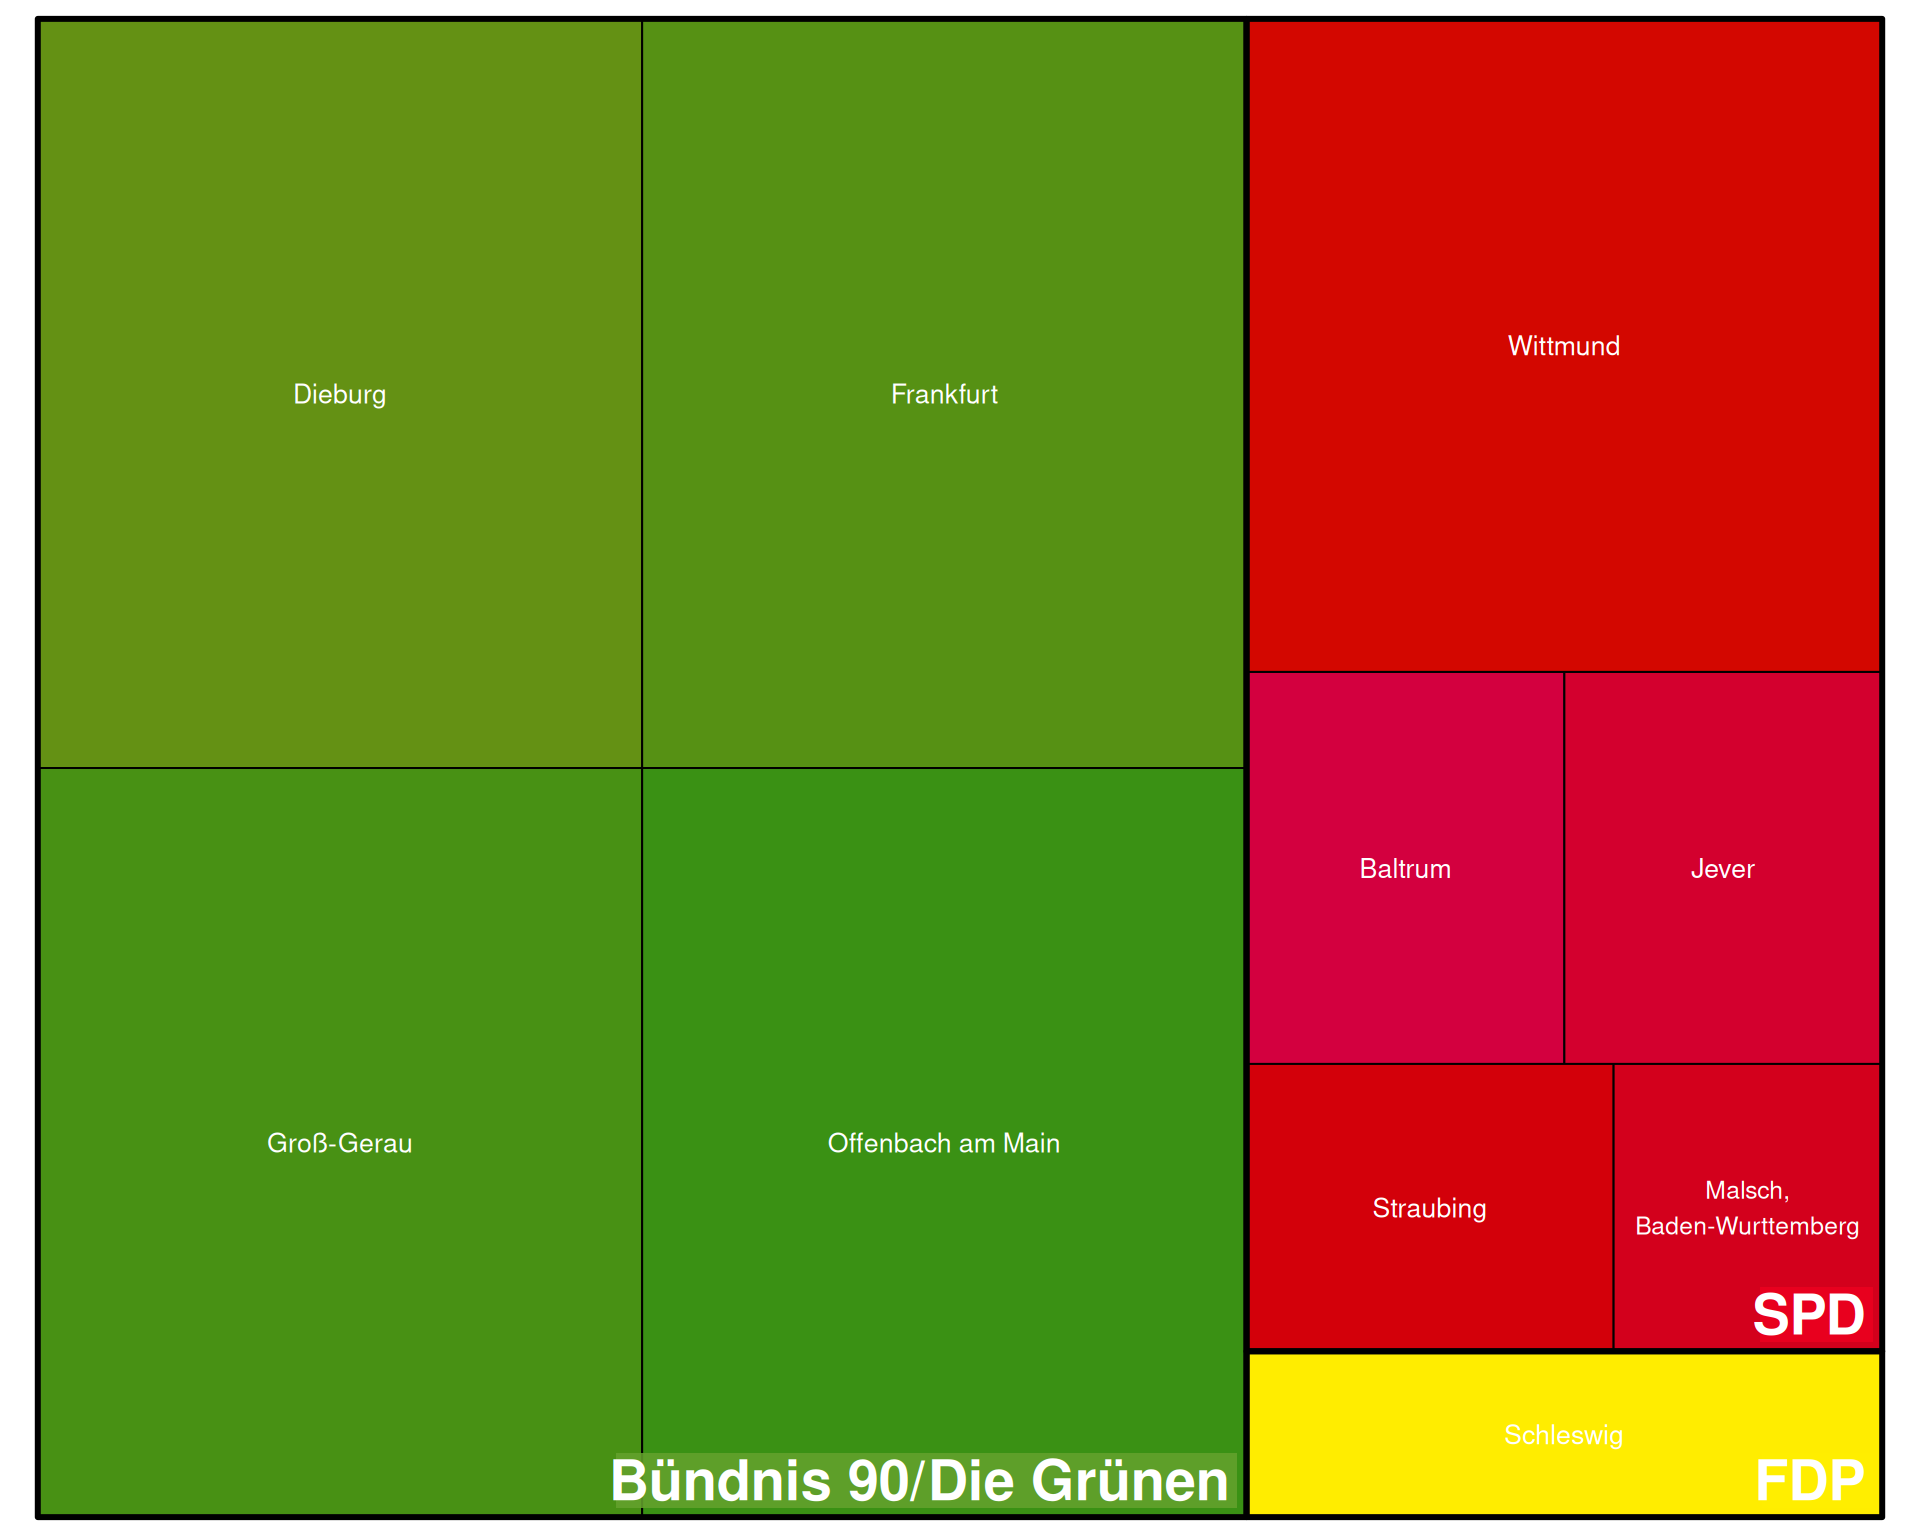 Dieburg
Frankfurt
Groß-Gerau
Offenbach am Main
Bündnis 90/Die Grünen
Wittmund
Baltrum
Jever
Straubing
Malsch,
Baden-Wurttemberg
SPD
Schleswig
FDP